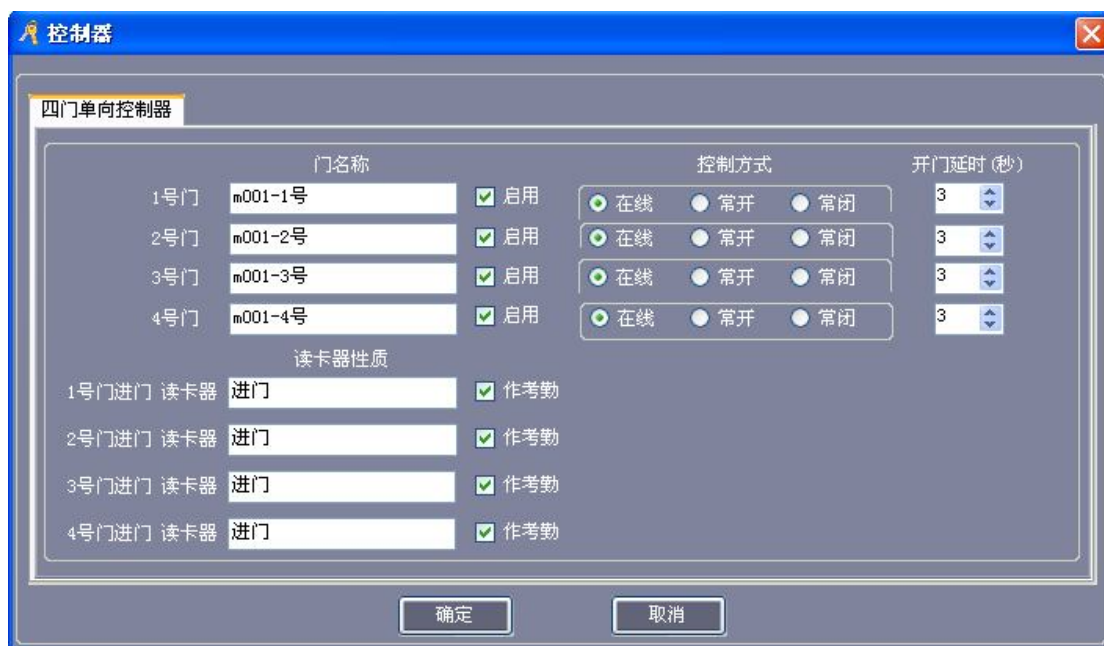 控制器
四门单向控制器
门名称 控制方式 开门延时(秒)
1号门 m001-1号 启用 在线 常开 常闭 3
2号门 m001-2号 启用 在线 常开 常闭 3
3号门 m001-3号 启用 在线 常开 常闭 3
4号门 m001-4号 启用 在线 常开 常闭 3
读卡器性质
1号门进门 读卡器 进门 作考勤
2号门进门 读卡器 进门 作考勤
3号门进门 读卡器 进门 作考勤
4号门进门 读卡器 进门 作考勤
确定 取消